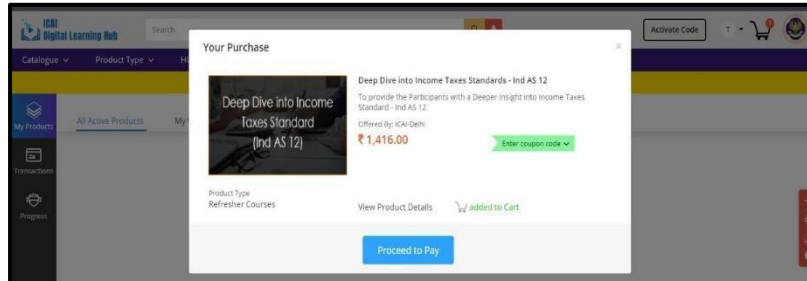 ICAI
Digital Learning Hub
Search
Activate Code
T
Catalogue
Product Type
My Products
Transactions
Progress
All Active Products
My
Your Purchase
×
Deep Dive into Income
Taxes Standard
(Ind AS 12)
Deep Dive into Income Taxes Standards - Ind AS 12
To provide the Participants with a Deeper Insight into Income Taxes
Standard - Ind AS 12
Offered By: ICAI-Delhi
₹ 1,416.00
Enter coupon code
Product Type
Refresher Courses
View Product Details
added to Cart
Proceed to Pay